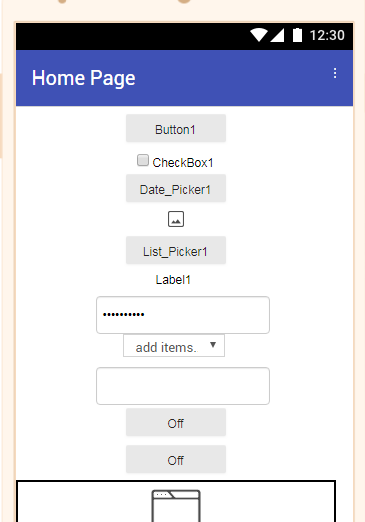 12:30
Home Page
Button1
CheckBox1
Date_Picker1
List_Picker1
Label1
••••••••••
add items.
Off
Off